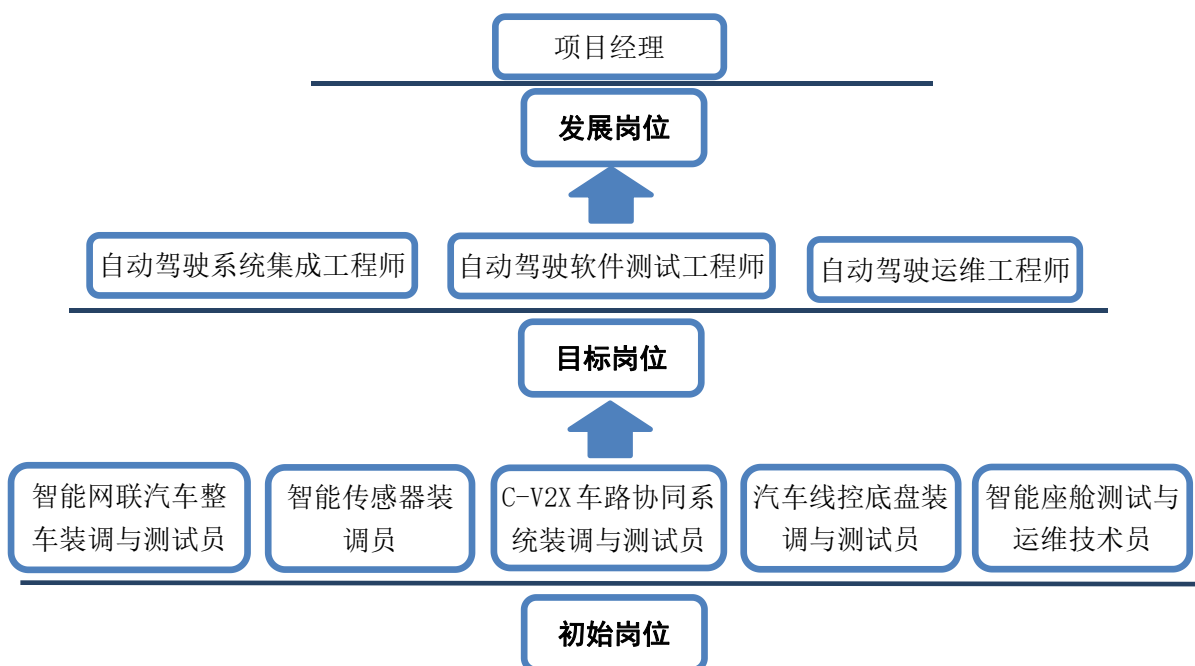 项目经理
发展岗位
自动驾驶系统集成工程师
自动驾驶软件测试工程师
自动驾驶运维工程师
目标岗位
智能网联汽车整
车装调与测试员
智能传感器装
调员
C-V2X车路协同系
统装调与测试员
汽车线控底盘装
调与测试员
智能座舱测试与
运维技术员
初始岗位